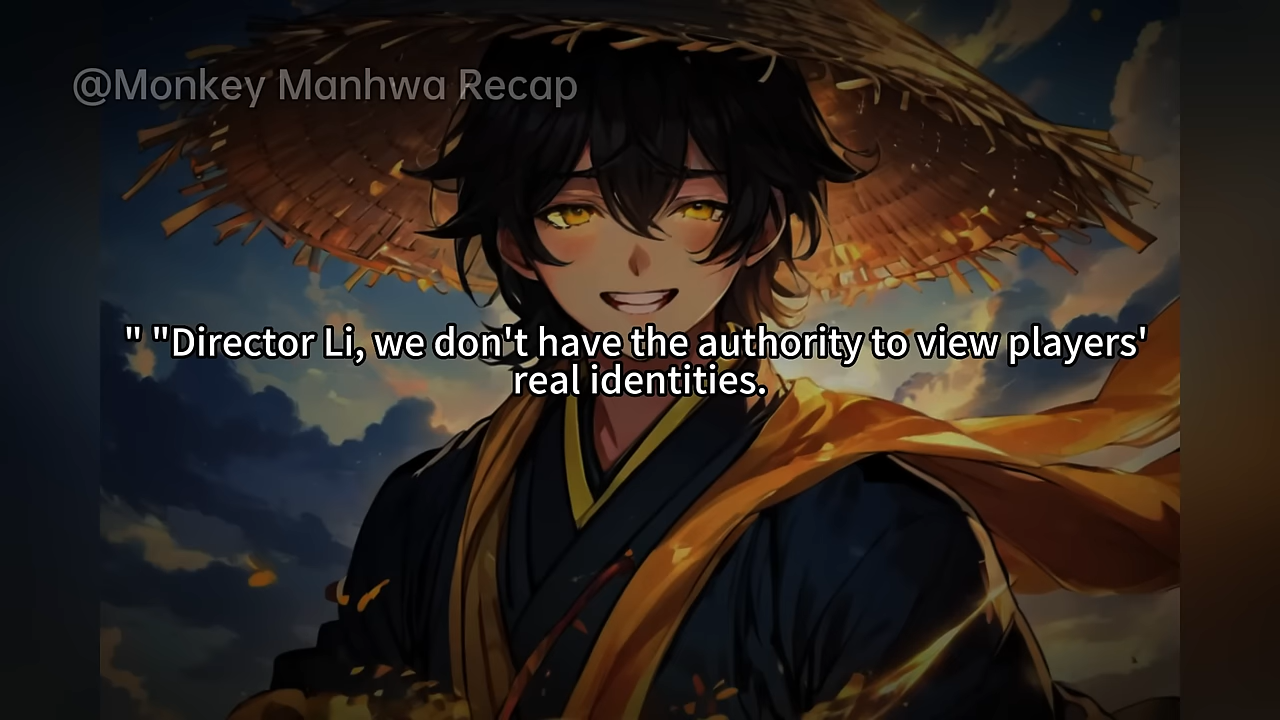 @Monkey Manhwa Recap
" "Director Li, we don't have the authority to view players'
real identities.